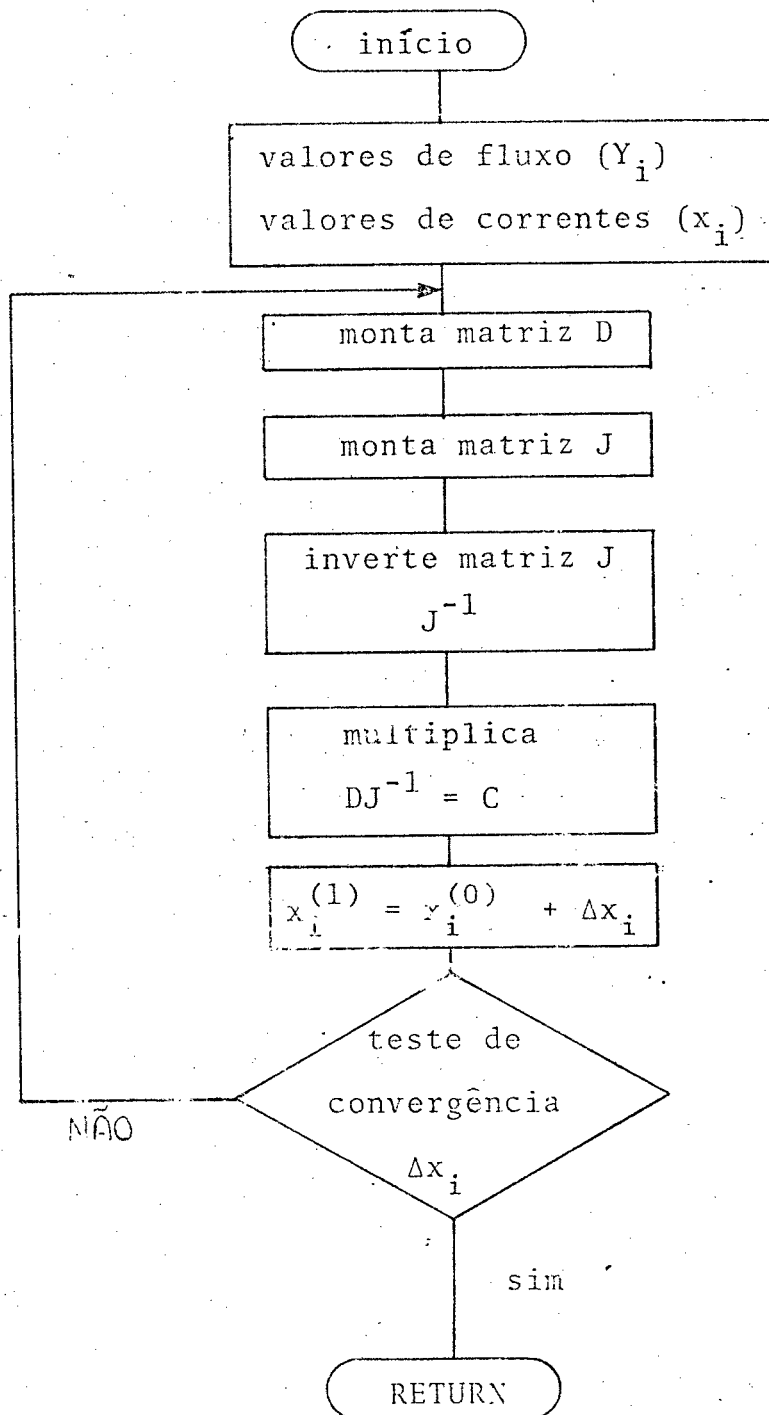 início
valores de fluxo (Y_i)
valores de correntes (x_i)
monta matriz D
monta matriz J
inverte matriz J
J^-1
multiplica
DJ^-1 = C
x_i^(1) = x_i^(0) + Δx_i
teste de
convergência
Δx_i
NÃO
sim
RETURN